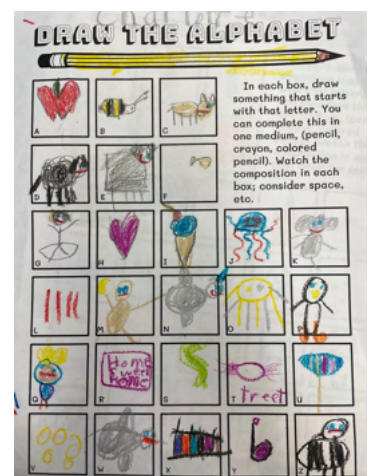 DRAW THE ALPHABET
In each box, draw
something that starts
with that letter. You
can complete this in
one medium, (pencil,
crayon, colored
pencil). Watch the
composition in each
box; consider space,
etc.
A B C
D E F
G H I J K
L M N O P
Home
sweet
home
treet
Q R S T U
V W X Y Z